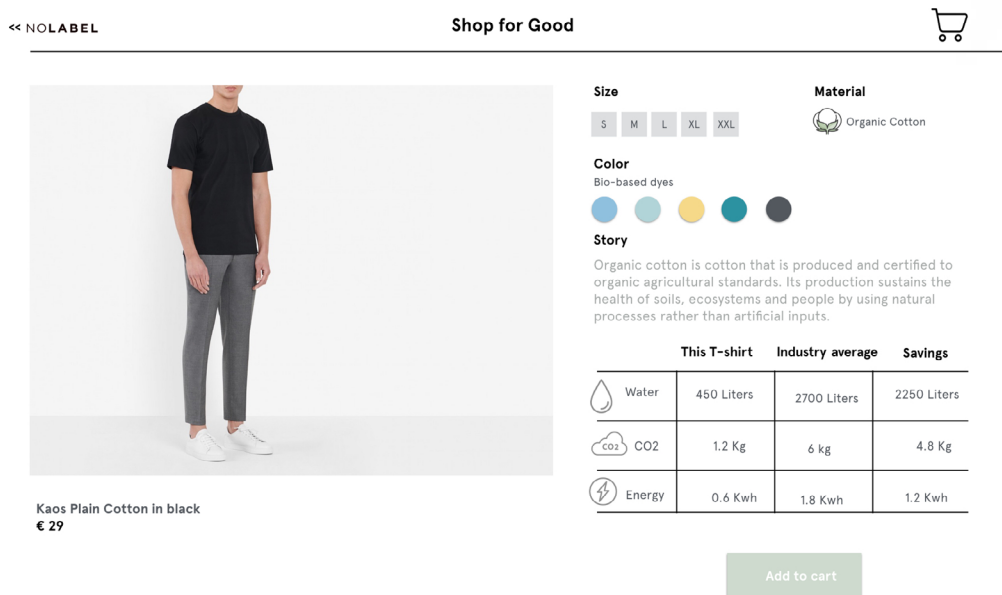 << NOLABEL
Shop for Good
Size
S M L XL XXL
Material
Organic Cotton
Color
Bio-based dyes
Story
Organic cotton is cotton that is produced and certified to
organic agricultural standards. Its production sustains the
health of soils, ecosystems and people by using natural
processes rather than artificial inputs.
This T-shirt Industry average Savings
Water 450 Liters 2700 Liters 2250 Liters
CO2 CO2 1.2 Kg 6 kg 4.8 Kg
Energy 0.6 Kwh 1.8 Kwh 1.2 Kwh
Kaos Plain Cotton in black
€ 29
Add to cart